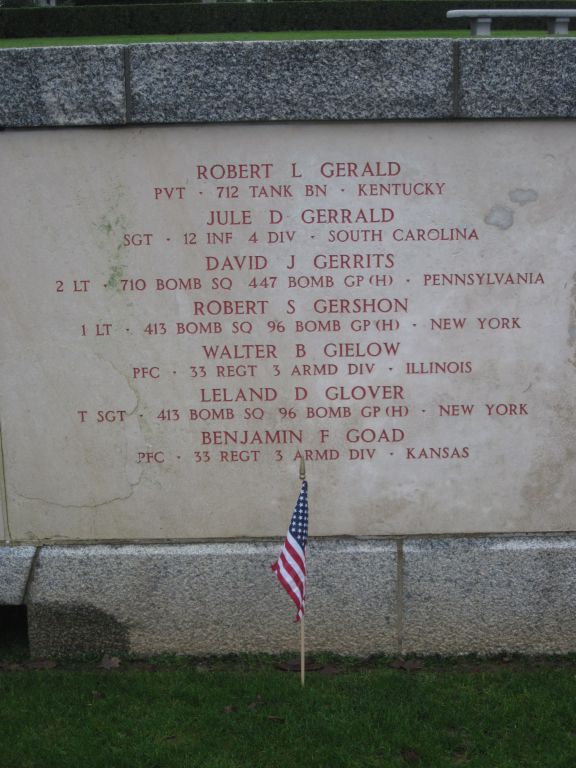 ROBERT L GERALD
PVT · 712 TANK BN · KENTUCKY
JULE D GERRALD
SGT · 12 INF 4 DIV · SOUTH CAROLINA
DAVID J GERRITS
2 LT · 710 BOMB SQ 447 BOMB GP (H) · PENNSYLVANIA
ROBERT S GERSHON
1 LT · 413 BOMB SQ 96 BOMB GP (H) · NEW YORK
WALTER B GIELOW
PFC · 33 REGT 3 ARMD DIV · ILLINOIS
LELAND D GLOVER
T SGT · 413 BOMB SQ 96 BOMB GP (H) · NEW YORK
BENJAMIN F GOAD
PFC · 33 REGT 3 ARMD DIV · KANSAS